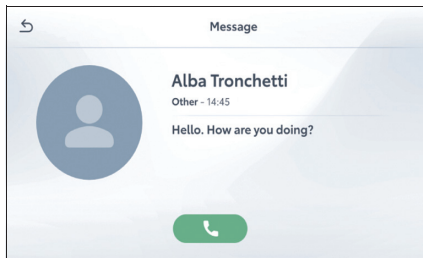 Message
Alba Tronchetti
Other - 14:45
Hello. How are you doing?